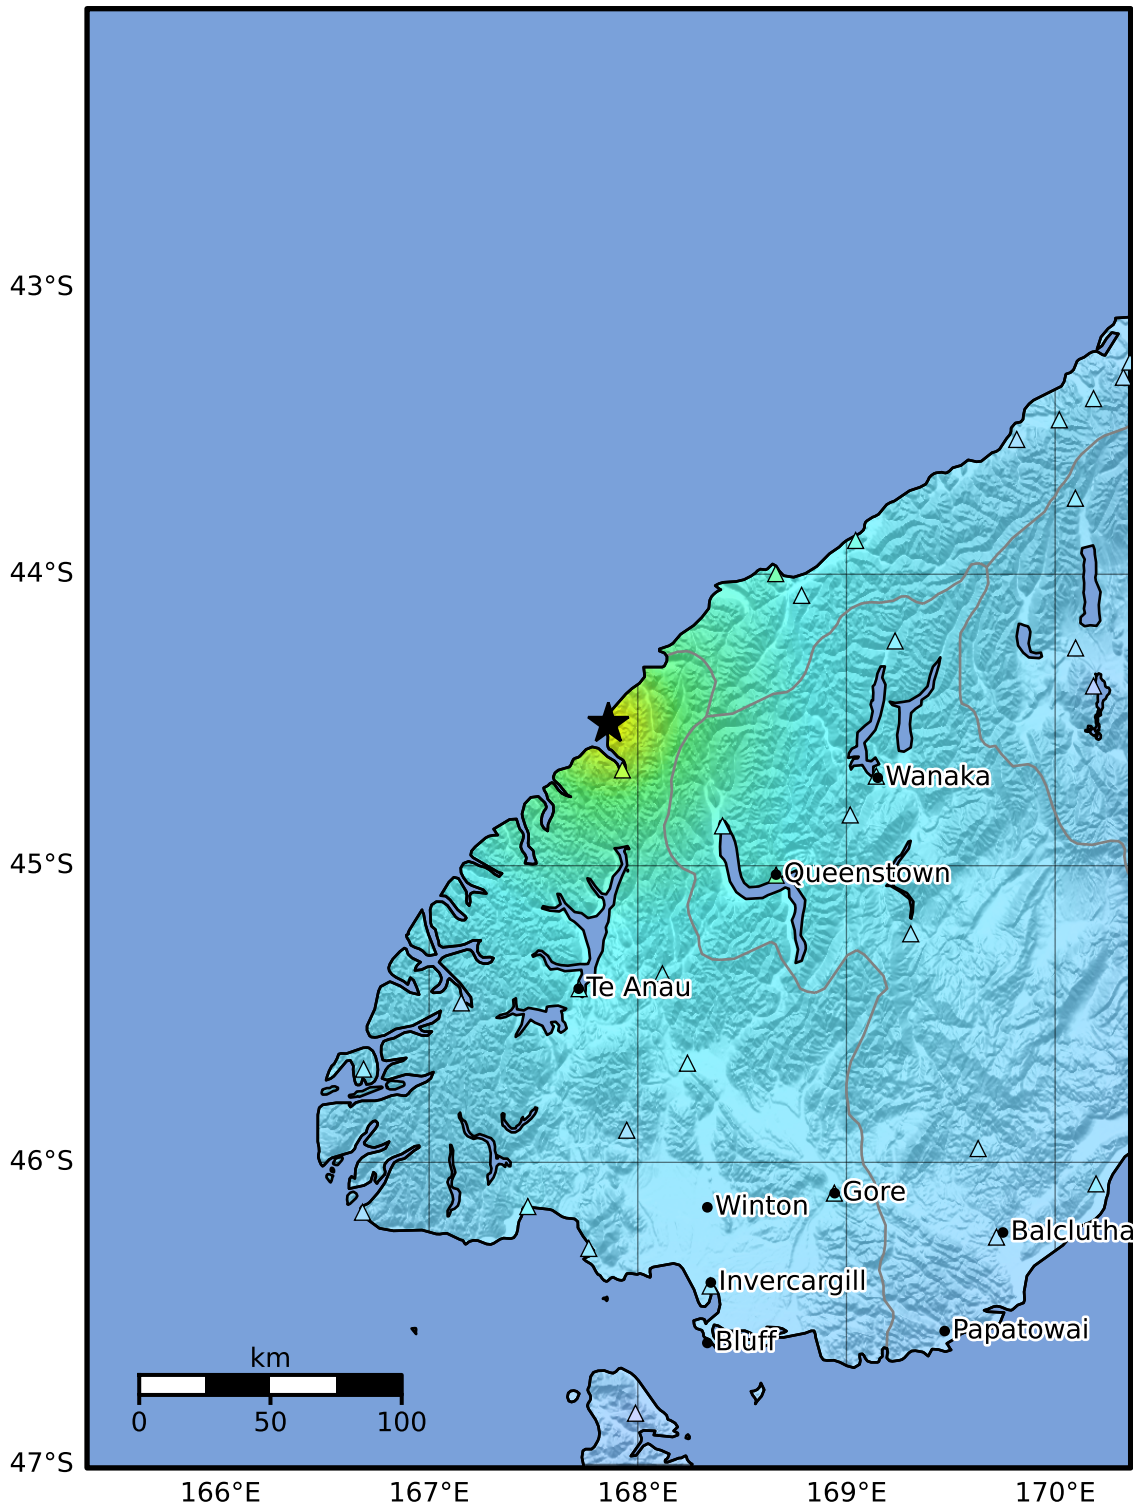 43°S
44°S
Wanaka
45°S
Queenstown
Te Anau
46°S
Gore
Winton
Balclutha
Invercargill
Papatowai
Bluff
km
0 50 100
47°S
166°E 167°E 168°E 169°E 170°E